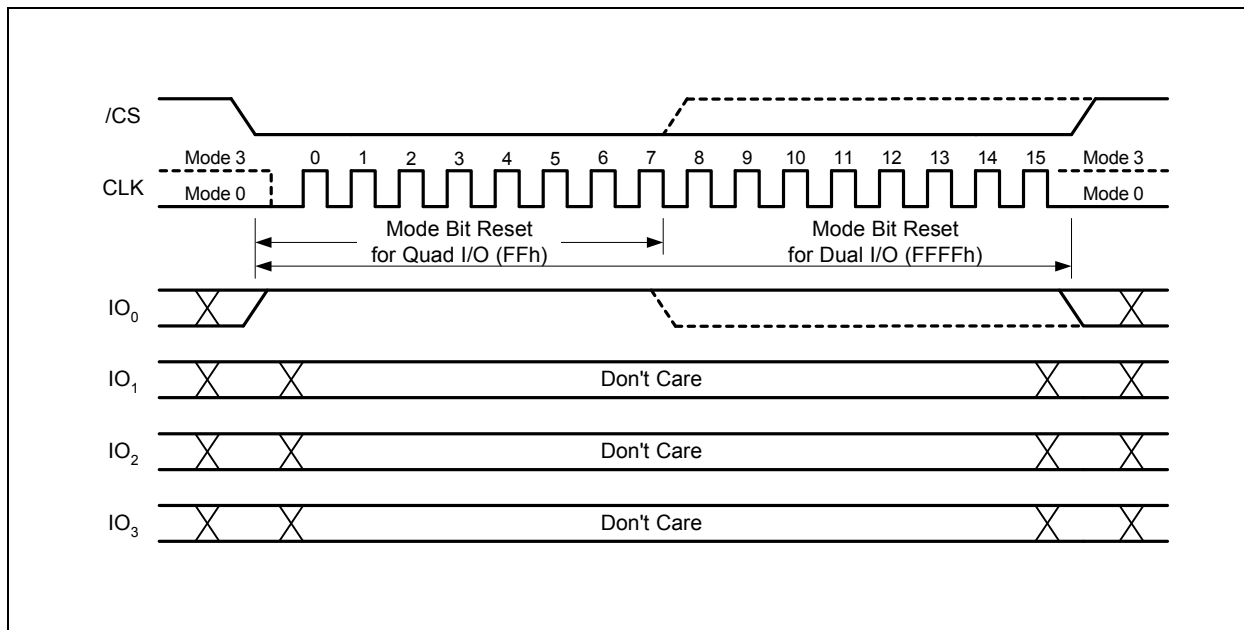 /CS
Mode 3 0 1 2 3 4 5 6 7 8 9 10 11 12 13 14 15 Mode 3
CLK
Mode 0 Mode 0
Mode Bit Reset Mode Bit Reset
for Quad I/O (FFh) for Dual I/O (FFFFh)
IO0
IO1 Don't Care
IO2 Don't Care
IO3 Don't Care